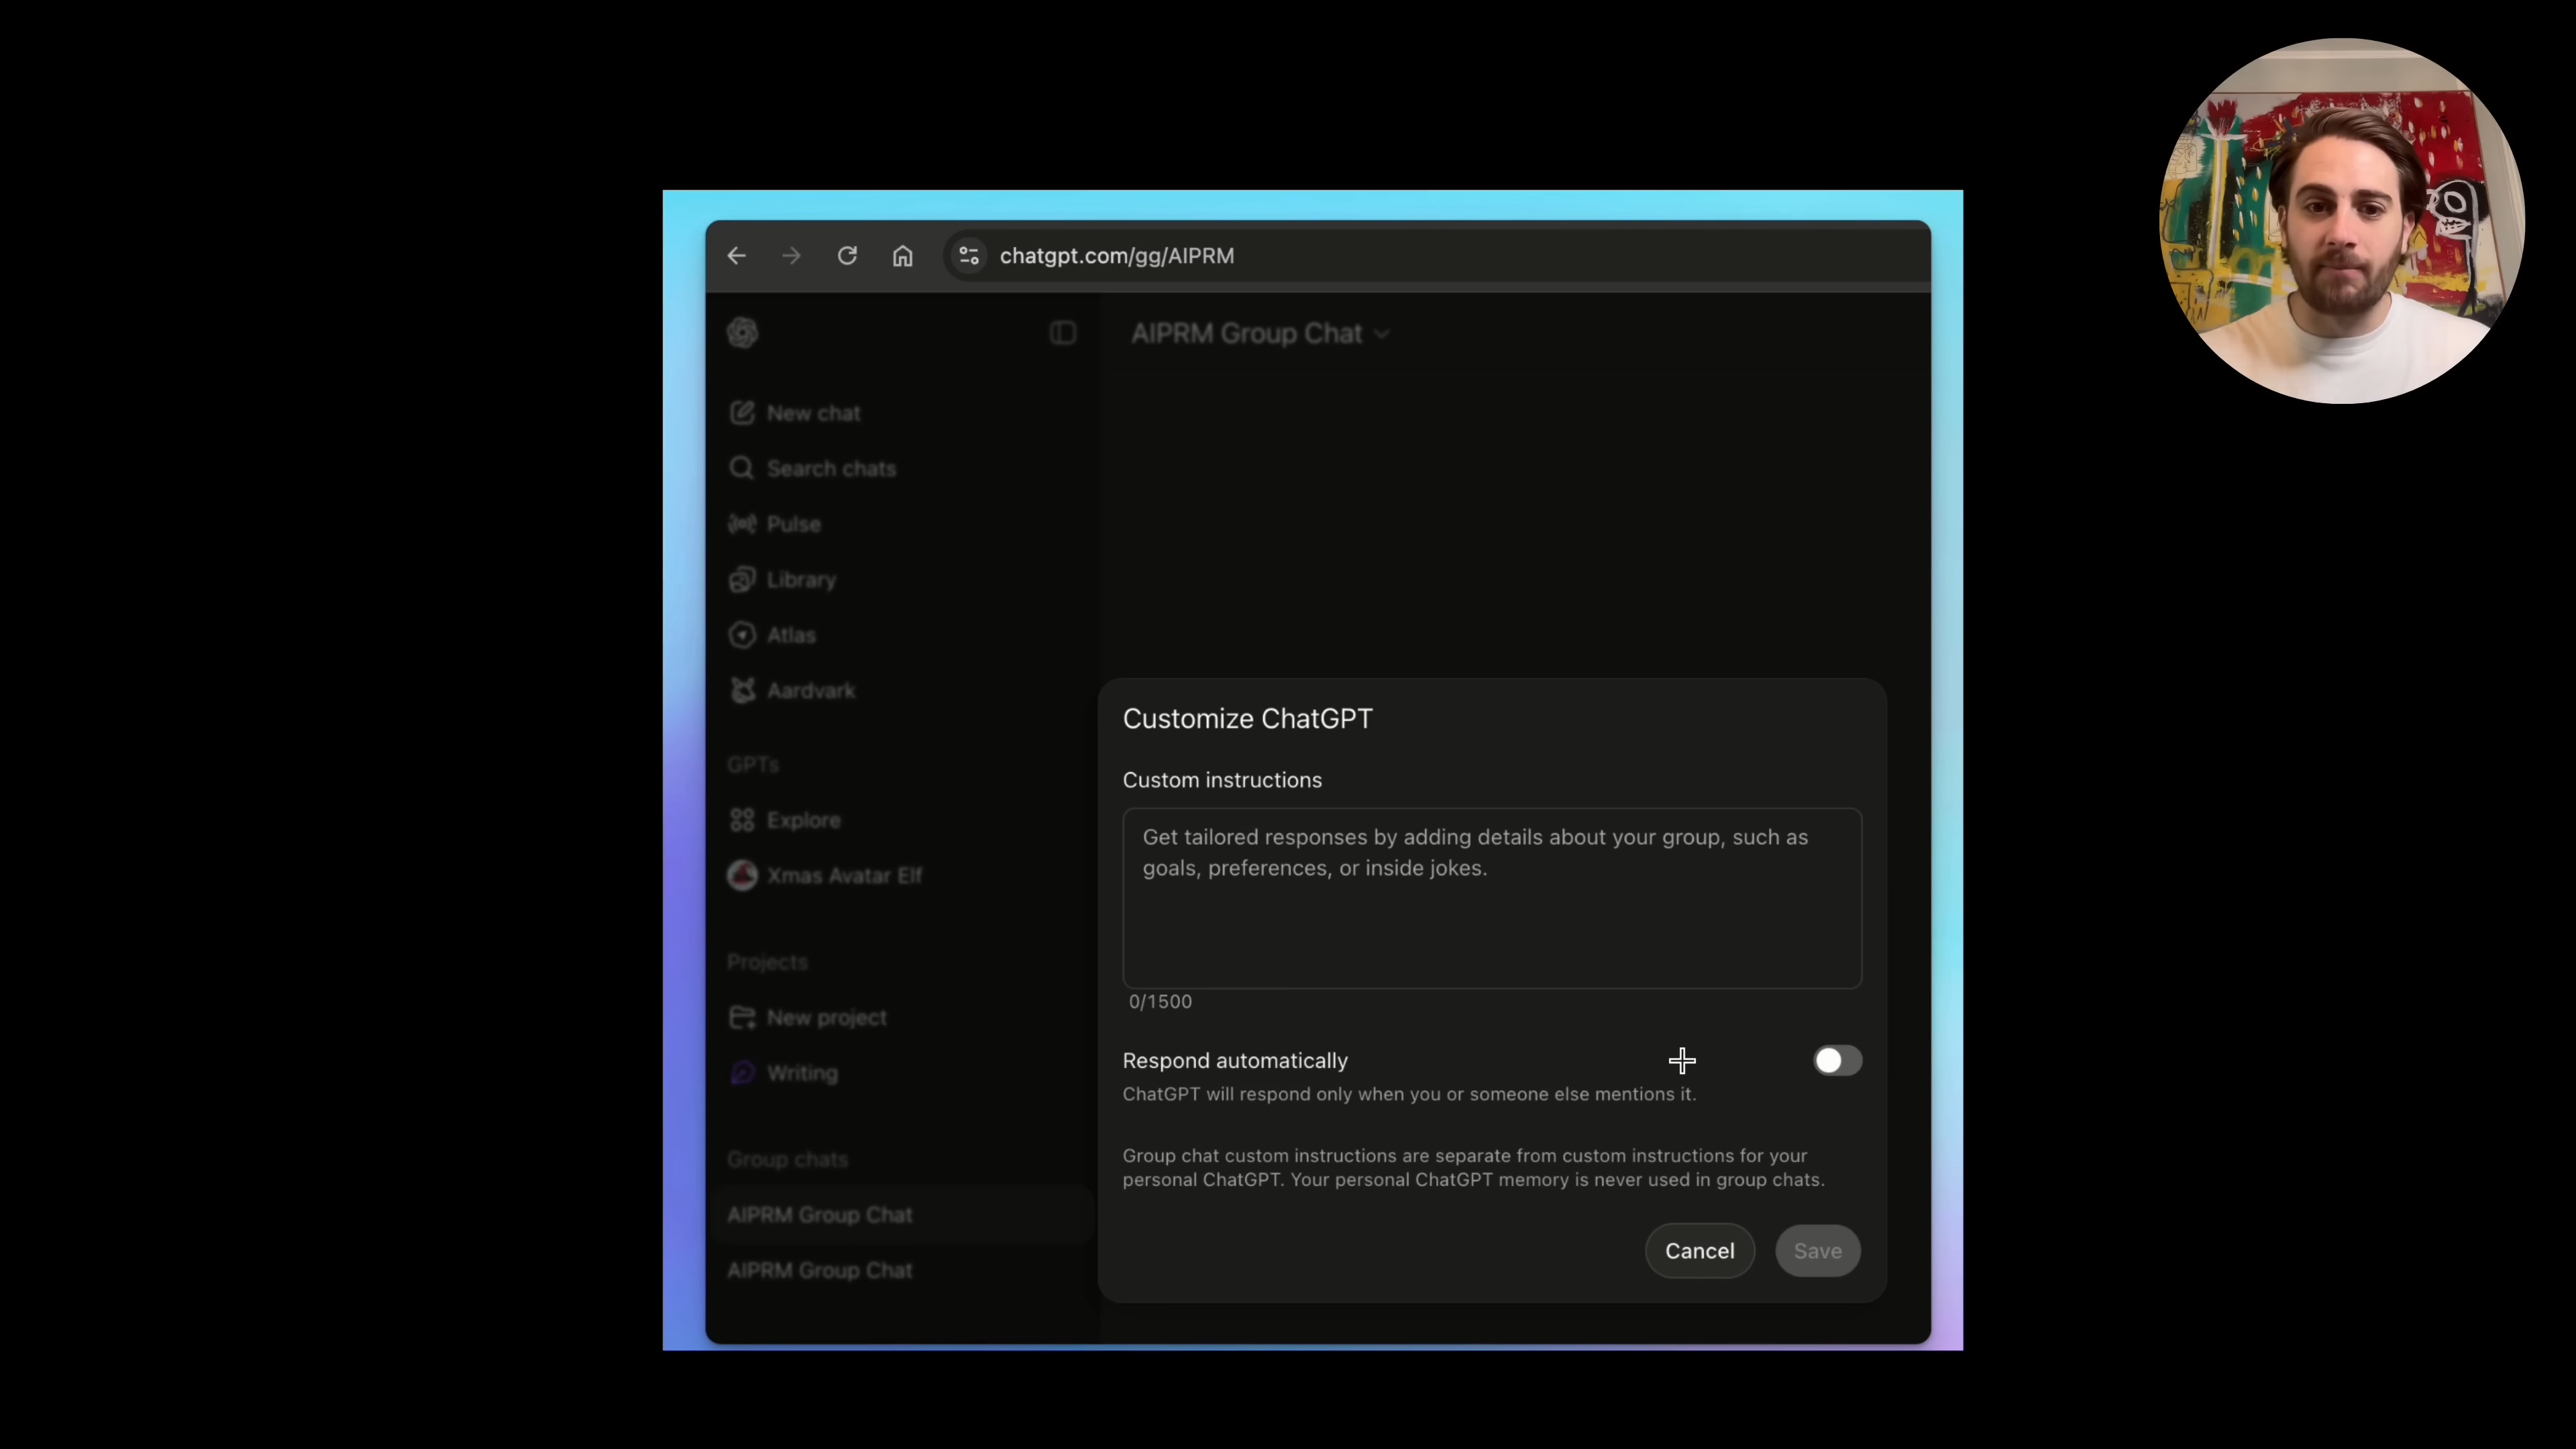 chatgpt.com/gg/AIPRM
AIPRM Group Chat
New chat
Search chats
Pulse
Library
Atlas
Aardvark
GPTs
Explore
Xmas Avatar Elf
Projects
New project
Writing
Group chats
AIPRM Group Chat
AIPRM Group Chat
Customize ChatGPT
Custom instructions
Get tailored responses by adding details about your group, such as
goals, preferences, or inside jokes.
0/1500
Respond automatically
ChatGPT will respond only when you or someone else mentions it.
Group chat custom instructions are separate from custom instructions for your
personal ChatGPT. Your personal ChatGPT memory is never used in group chats.
Cancel
Save